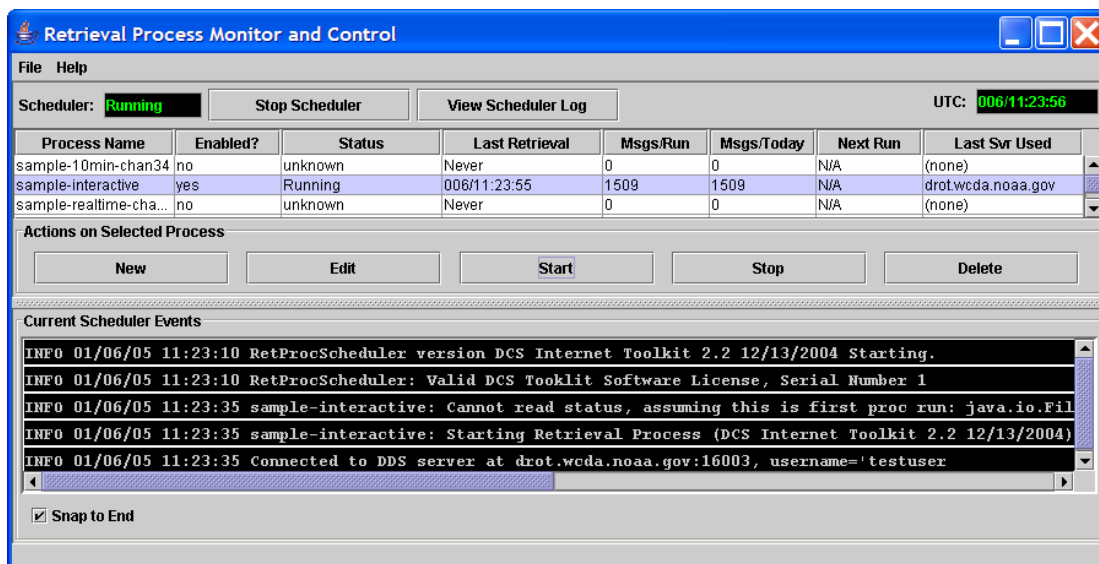 Retrieval Process Monitor and Control
File Help
Scheduler: Running Stop Scheduler View Scheduler Log UTC: 006/11:23:56
Process Name Enabled? Status Last Retrieval Msgs/Run Msgs/Today Next Run Last Svr Used
sample-10min-chan34 no unknown Never 0 0 N/A (none)
sample-interactive yes Running 006/11:23:55 1509 1509 N/A drot.wcda.noaa.gov
sample-realtime-cha... no unknown Never 0 0 N/A (none)
Actions on Selected Process
New Edit Start Stop Delete
Current Scheduler Events
INFO 01/06/05 11:23:10 RetProcScheduler version DCS Internet Toolkit 2.2 12/13/2004 Starting.
INFO 01/06/05 11:23:10 RetProcScheduler: Valid DCS Tooklit Software License, Serial Number 1
INFO 01/06/05 11:23:35 sample-interactive: Cannot read status, assuming this is first proc run: java.io.Fil
INFO 01/06/05 11:23:35 sample-interactive: Starting Retrieval Process (DCS Internet Toolkit 2.2 12/13/2004)
INFO 01/06/05 11:23:35 Connected to DDS server at drot.wcda.noaa.gov:16003, username='testuser
Snap to End